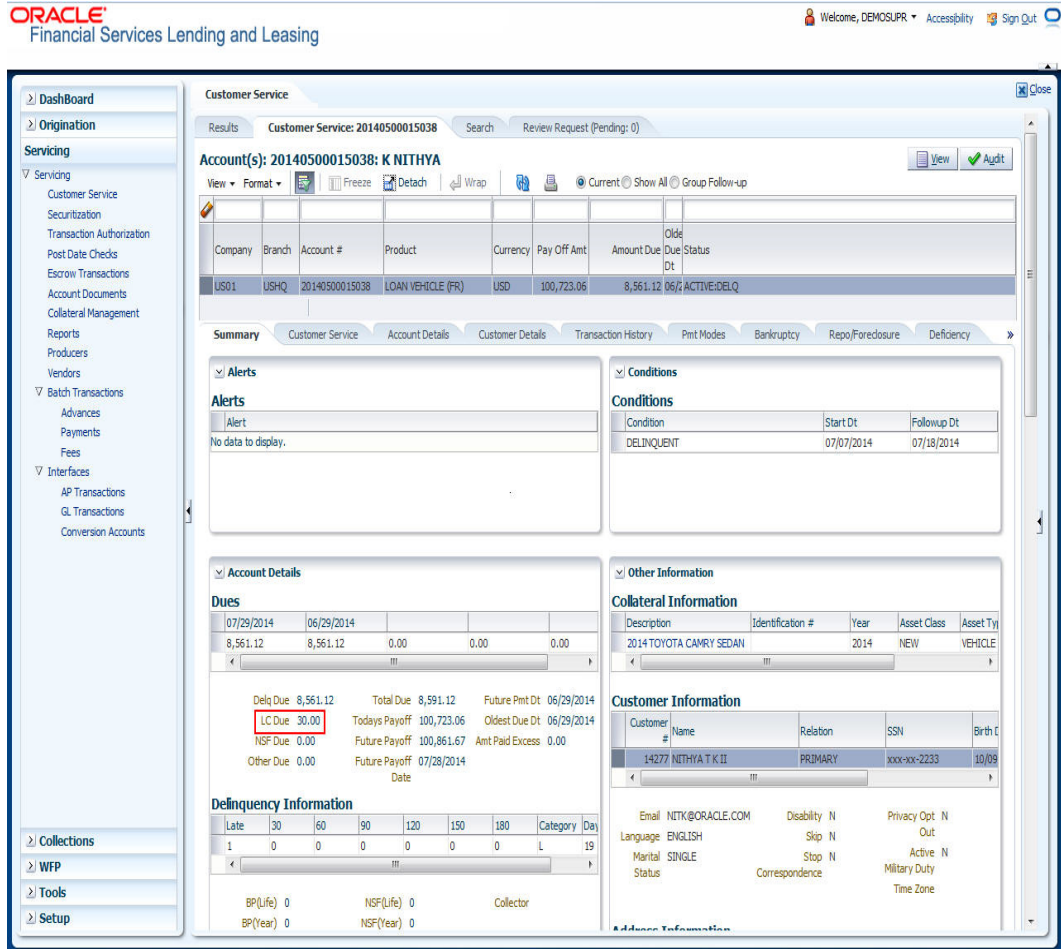 ORACLE'
Financial Services Lending and Leasing
Welcome, DEMOSUPR Accessibility Sign Out
Close
DashBoard
Origination
Servicing
Servicing
Customer Service
Securitization
Transaction Authorization
Post Date Checks
Escrow Transactions
Account Documents
Collateral Management
Reports
Producers
Vendors
Batch Transactions
Advances
Payments
Fees
Interfaces
AP Transactions
GL Transactions
Conversion Accounts
Collections
WFP
Tools
Setup
Customer Service
Results Customer Service: 20140500015038 Search Review Request (Pending: 0)
Account(s): 20140500015038: K NITHYA
View Audit
View Format Freeze Detach Wrap Current Show All Group Follow-up
Company Branch Account # Product Currency Pay Off Amt Amount Due Olde Due Dt Status
US01 USHQ 20140500015038 LOAN VEHICLE (FR) USD 100,723.06 8,561.12 06/2 ACTIVE:DELQ
Summary Customer Service Account Details Customer Details Transaction History Pmt Modes Bankruptcy Repo/Foreclosure Deficiency »
Alerts
Alerts
Alert
No data to display.
Conditions
Conditions
Condition Start Dt Followup Dt
DELINQUENT 07/07/2014 07/18/2014
Account Details
Dues
07/29/2014 06/29/2014
8,561.12 8,561.12 0.00 0.00 0.00
Delq Due 8,561.12 Total Due 8,591.12 Future Pmt Dt 06/29/2014
LC Due 30.00 Todays Payoff 100,723.06 Oldest Due Dt 06/29/2014
NSF Due 0.00 Future Payoff 100,861.67 Amt Paid Excess 0.00
Other Due 0.00 Future Payoff 07/28/2014
Date
Delinquency Information
Late 30 60 90 120 150 180 Category Day
1 0 0 0 0 0 0 L 19
BP(Life) 0 NSF(Life) 0 Collector
BP(Year) 0 NSF(Year) 0
Other Information
Collateral Information
Description Identification # Year Asset Class Asset Ty
2014 TOYOTA CAMRY SEDAN 2014 NEW VEHICLE
Customer Information
Customer # Name Relation SSN Birth D
14277 NITHYA T K II PRIMARY xxx-xx-2233 10/09
Email NITK@ORACLE.COM Disability N Privacy Opt Out N
Language ENGLISH Skip N Active Military Duty N
Marital Status SINGLE Stop Correspondence N
Time Zone
Address Information